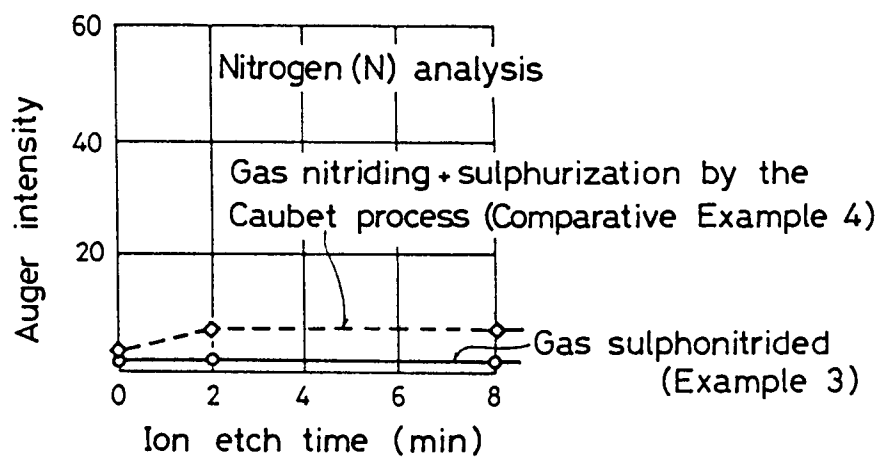 60
Nitrogen (N) analysis
40
Gas nitriding + sulphurization by the
Caubet process (Comparative Example 4)
20
Auger intensity
Gas sulphonitrided
(Example 3)
0 2 4 6 8
Ion etch time (min)